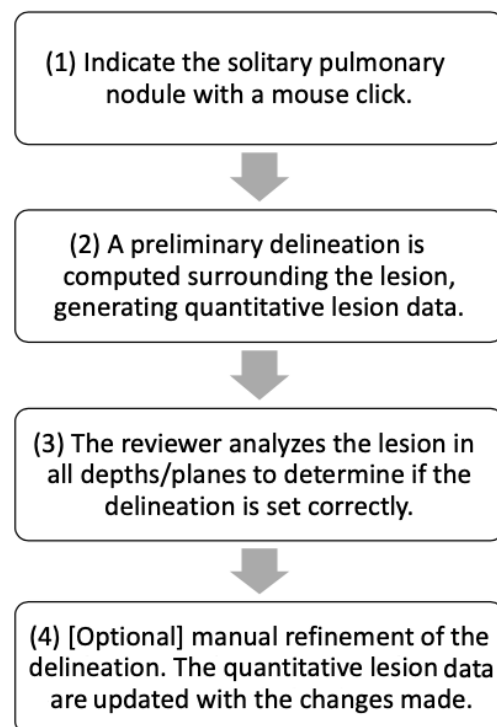 (1) Indicate the solitary pulmonary
nodule with a mouse click.
(2) A preliminary delineation is
computed surrounding the lesion,
generating quantitative lesion data.
(3) The reviewer analyzes the lesion in
all depths/planes to determine if the
delineation is set correctly.
(4) [Optional] manual refinement of the
delineation. The quantitative lesion data
are updated with the changes made.